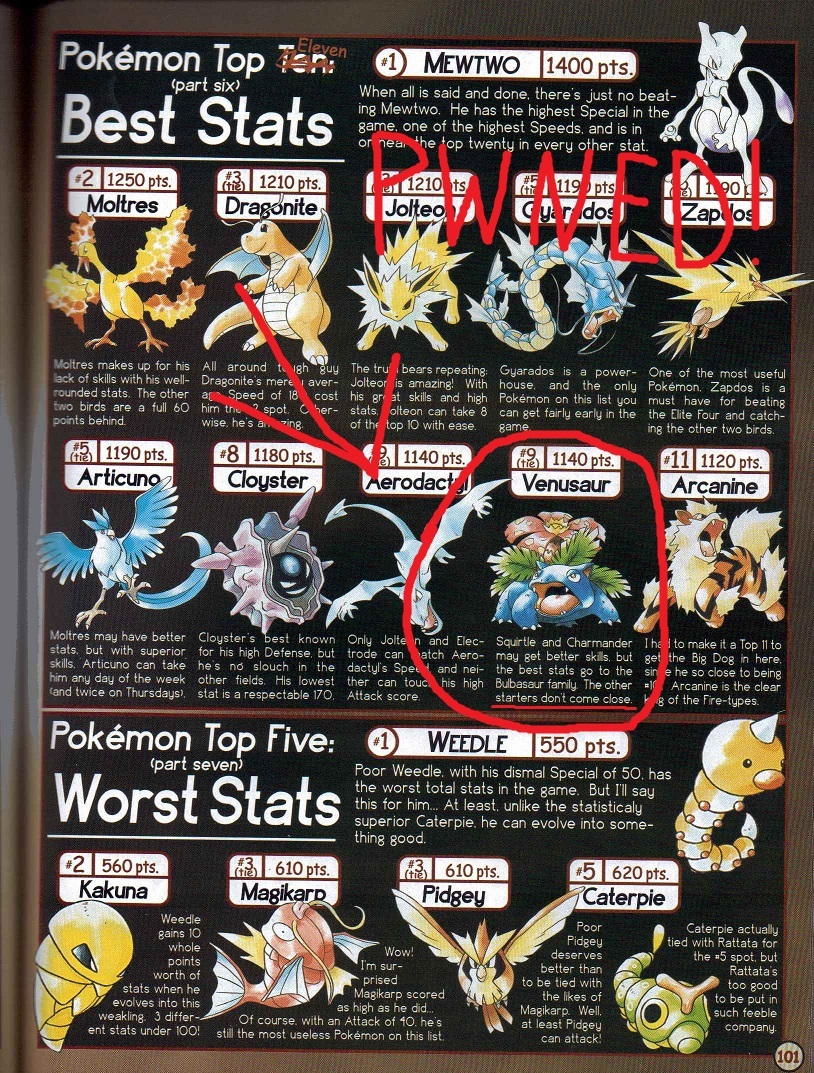 Pokémon Top Ten:
Eleven
(part six)
Best Stats
#1 MEWTWO 1400 pts.
When all is said and done, there's just no beat-
ing Mewtwo. He has the highest Special in the
game, one of the highest Speeds, and is in
or near the top twenty in every other stat.
PWNED!
#2 1250 pts.
Moltres
Moltres makes up for his
lack of skills with his well-
rounded stats. The other
two birds are a full 60
points behind.
#3 (tie) 1210 pts.
Dragonite
All around tough guy
Dragonite's merely aver-
age Speed of 180 cost
him the spot. Other-
wise, he's amazing.
1210 pts.
Jolteon
The truth bears repeating:
Jolteon is amazing! With
his great skills and high
stats, Jolteon can take 8
of the top 10 with ease.
#5 (tie) 1190 pts.
Gyarados
Gyarados is a power-
house, and the only
Pokémon on this list you
can get fairly early in the
game.
1190
Zapdos
One of the most useful
Pokémon, Zapdos is a
must have for beating
the Elite Four and catch-
ing the other two birds.
#5 (tie) 1190 pts.
Articuno
Moltres may have better
stats, but with superior
skills, Articuno can take
him any day of the week
(and twice on Thursdays).
#8 1180 pts.
Cloyster
Cloyster's best known
for his high Defense, but
he's no slouch in the
other fields. His lowest
stat is a respectable 170.
#9 (tie) 1140 pts.
Aerodactyl
Only Jolteon and Elec-
trode can match Aero-
dactyl's Speed, and nei-
ther can touch his high
Attack score.
#9 (tie) 1140 pts.
Venusaur
Squirtle and Charmander
may get better skills, but
the best stats go to the
Bulbasaur family. The other
starters don't come close.
#11 1120 pts.
Arcanine
I had to make it a Top 11 to
get the Big Dog in here,
since he so close to being
#10. Arcanine is the clear
king of the Fire-types.
Pokémon Top Five:
(part seven)
Worst Stats
#1 WEEDLE 550 pts.
Poor Weedle, with his dismal Special of 50, has
the worst total stats in the game. But I'll say
this for him... At least, unlike the statisticaly
superior Caterpie, he can evolve into some-
thing good.
#2 560 pts.
Kakuna
Weedle
gains 10
whole
points
worth of
stats when he
evolves into this
weakling. 3 differ-
ent stats under 100!
#3 (tie) 610 pts.
Magikarp
Wow!
I'm sur-
prised
Magikarp scored
as high as he did...
Of course, with an Attack of 40, he's
still the most useless Pokémon on this list.
#3 (tie) 610 pts.
Pidgey
Poor
Pidgey
deserves
better than
to be tied with
the likes of
Magikarp. Well,
at least Pidgey
can attack!
#5 620 pts.
Caterpie
Caterpie actually
tied with Rattata for
the #5 spot, but
Rattata's
too good
to be put in
such feeble
company.
101